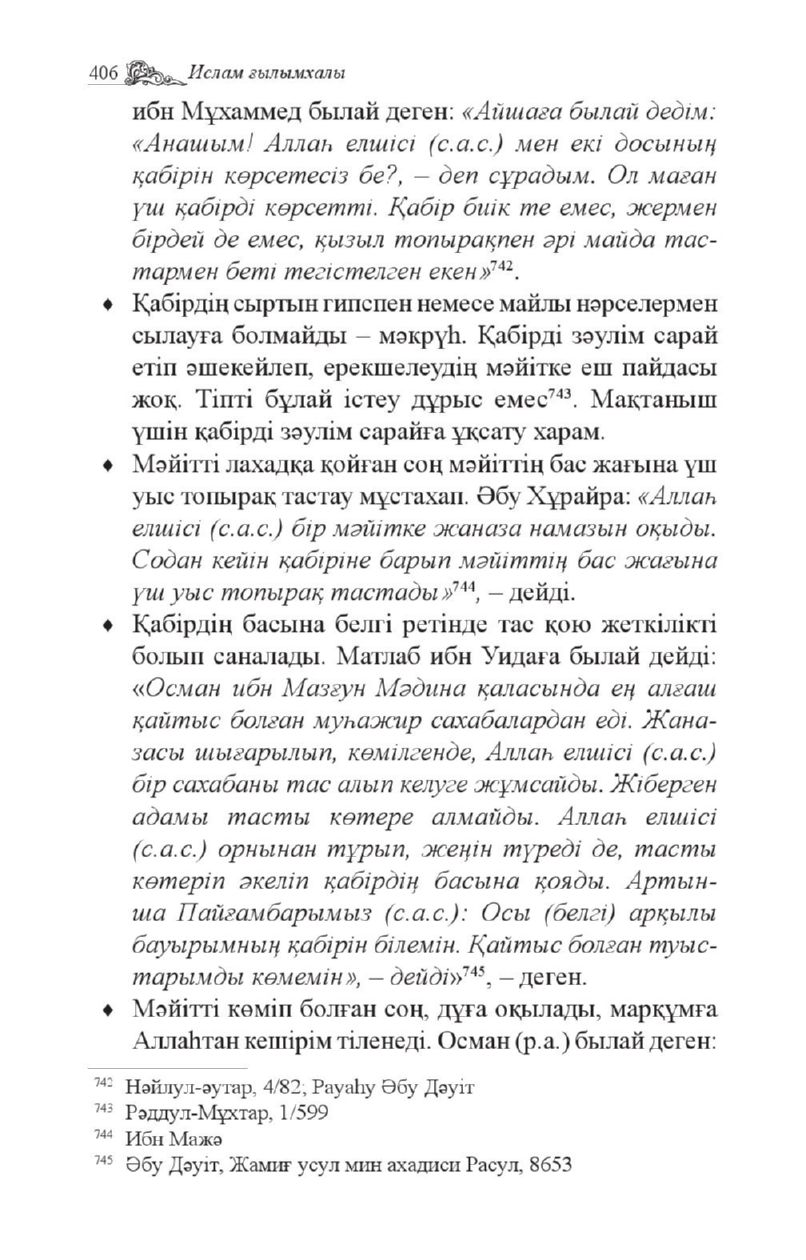 406 Ислам ғылымхалы
ибн Мұхаммед былай деген: «Айшаға былай дедім:
«Анашым! Аллаһ елшісі (с.а.с.) мен екі досының
қабірін көрсетесіз бе?, – деп сұрадым. Ол маған
үш қабірді көрсетті. Қабір биік те емес, жермен
бірдей де емес, қызыл топырақпен әрі майда тас-
тармен беті тегістелген екен»⁷⁴².
♦ Қабірдің сыртын гипспен немесе майлы нәрселермен
сылауға болмайды – мәкрүһ. Қабірді зәулім сарай
етіп әшекейлеп, ерекшелеудің мәйітке еш пайдасы
жоқ. Тіпті бұлай істеу дұрыс емес⁷⁴³. Мақтаныш
үшін қабірді зәулім сарайға ұқсату харам.
♦ Мәйітті лахадқа қойған соң мәйіттің бас жағына үш
уыс топырақ тастау мұстахап. Әбу Хұрайра: «Аллаһ
елшісі (с.а.с.) бір мәйітке жаназа намазын оқыды.
Содан кейін қабіріне барып мәйіттің бас жағына
үш уыс топырақ тастады»⁷⁴⁴, – дейді.
♦ Қабірдің басына белгі ретінде тас қою жеткілікті
болып саналады. Матлаб ибн Уидаға былай дейді:
«Осман ибн Мазғун Мәдина қаласында ең алғаш
қайтыс болған муһажир сахабалардан еді. Жана-
засы шығарылып, көмілгенде, Аллаһ елшісі (с.а.с.)
бір сахабаны тас алып келуге жұмсайды. Жіберген
адамы тасты көтере алмайды. Аллаһ елшісі
(с.а.с.) орнынан тұрып, жеңін түреді де, тасты
көтеріп әкеліп қабірдің басына қояды. Артын-
ша Пайғамбарымыз (с.а.с.): Осы (белгі) арқылы
бауырымның қабірін білемін. Қайтыс болған туыс-
тарымды көмемін», – дейді»⁷⁴⁵, – деген.
♦ Мәйітті көміп болған соң, дұға оқылады, марқұмға
Аллаһтан кешірім тіленеді. Осман (р.а.) былай деген:
⁷⁴² Нәйлул-әутар, 4/82; Рауаһу Әбу Дәуіт
⁷⁴³ Рәддул-Мұхтар, 1/599
⁷⁴⁴ Ибн Мажә
⁷⁴⁵ Әбу Дәуіт, Жамиғ усул мин ахадиси Расул, 8653